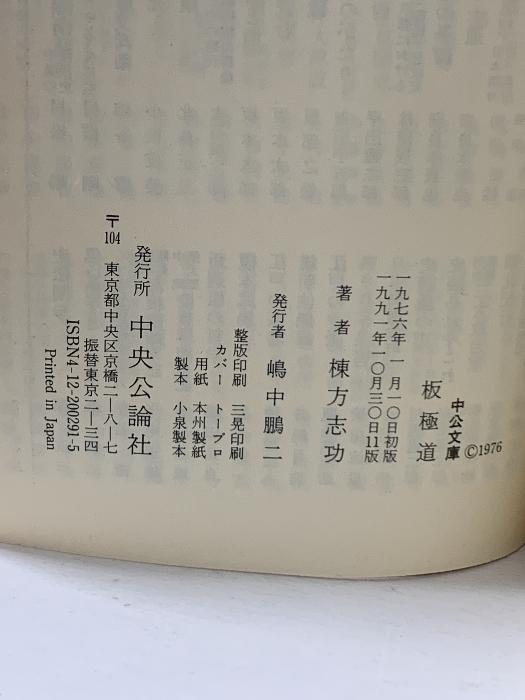 中公文庫
©1976
板極道
一九七六年一月一〇日初版
一九九一年一〇月三〇日11版
著者 棟方志功
発行者 嶋中鵬二
整版印刷 三晃印刷
カバー トープロ
用紙 本州製紙
製本 小泉製本
発行所 中央公論社
〒104 東京都中央区京橋二-八-七
振替東京二-三四
ISBN4-12-200291-5
Printed in Japan